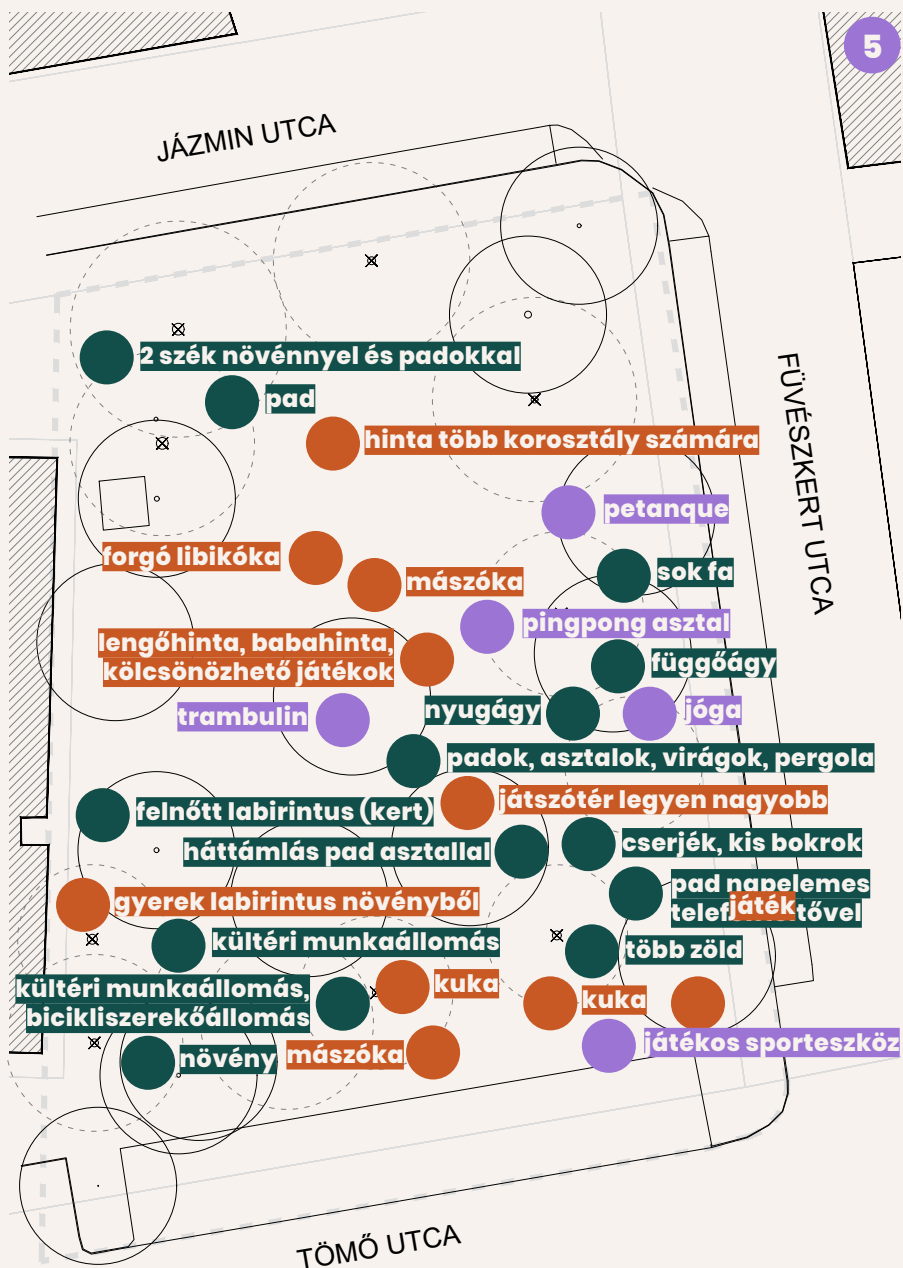 5
JÁZMIN UTCA
2 szék növénnyel és padokkal
pad
FÜVÉSZKERT UTCA
hinta több korosztály számára
petanque
forgó libikóka
sok fa
mászóka
pingpong asztal
lengőhinta, babahinta,
kölcsönözhető játékok
függőágy
nyugágy
jóga
trambulin
padok, asztalok, virágok, pergola
játszótér legyen nagyobb
felnőtt labirintus (kert)
cserjék, kis bokrok
háttámlás pad asztallal
pad napelemes
játék
gyerek labirintus növényből
kültéri munkaállomás
több zöld
kuka
kültéri munkaállomás,
bicikliszerekőállomás
kuka
játékos sporteszköz
mászóka
növény
TÖMŐ UTCA